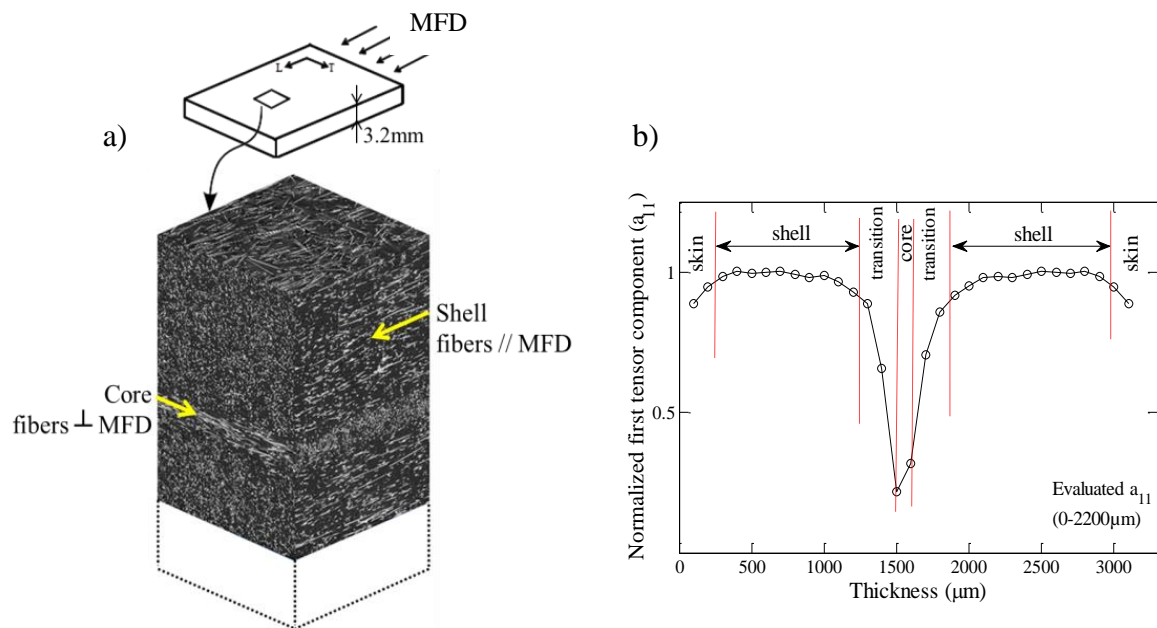 MFD
L
T
3.2mm
a)
Shell
fibers // MFD
Core
fibers ⊥ MFD
b)
Normalized first tensor component (a11)
1
0.5
skin
shell
transition
core
transition
shell
skin
Evaluated a11
(0-2200μm)
0 500 1000 1500 2000 2500 3000
Thickness (μm)